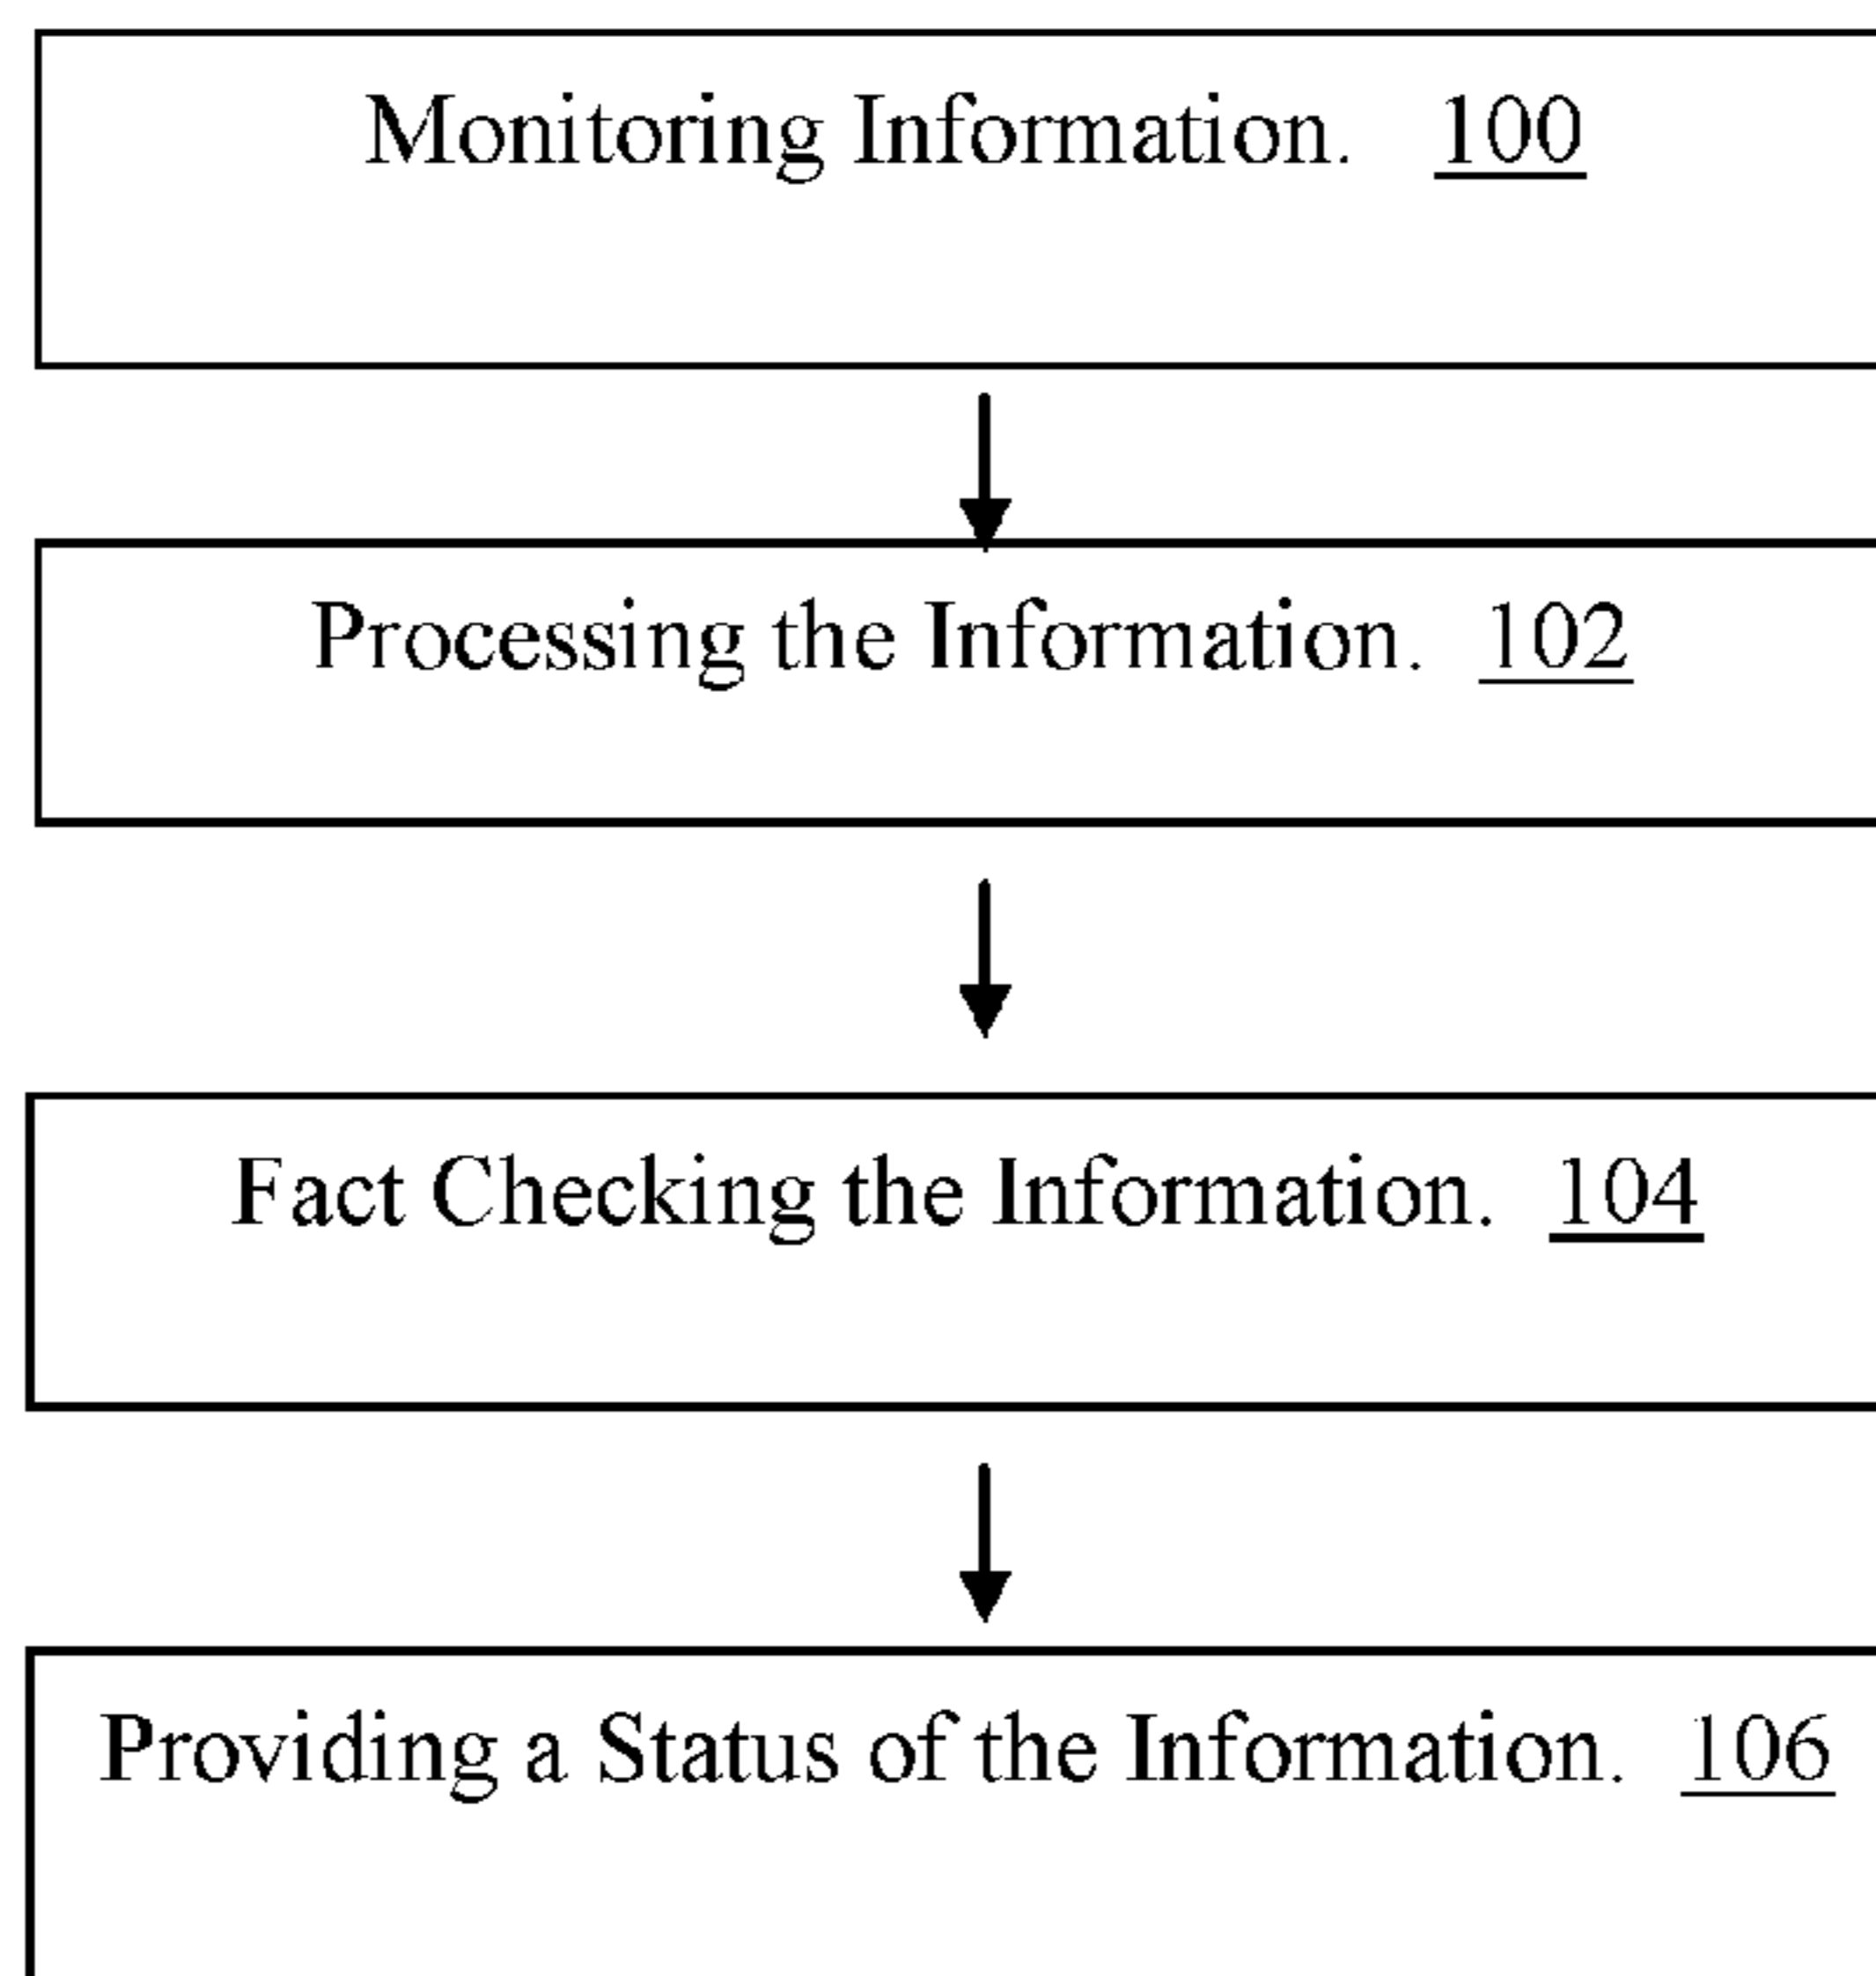 Monitoring Information. 100
Processing the Information. 102
Fact Checking the Information. 104
Providing a Status of the Information. 106